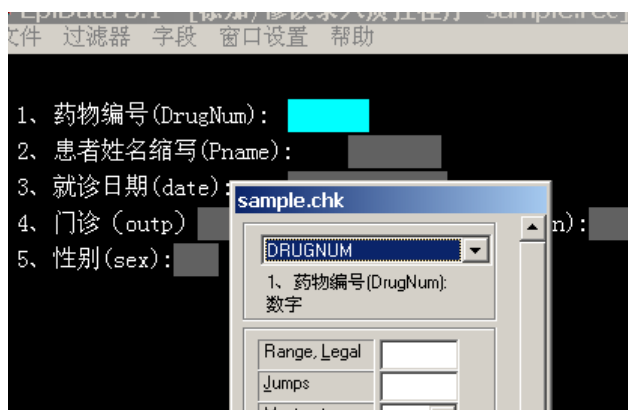 文件 过滤器 字段 窗口设置 帮助
1、药物编号(DrugNum):
2、患者姓名缩写(Pname):
3、就诊日期(date):
4、门诊（outp） n):
5、性别(sex):
sample.chk
DRUGNUM
1、药物编号(DrugNum):
数字
Range, Legal
Jumps